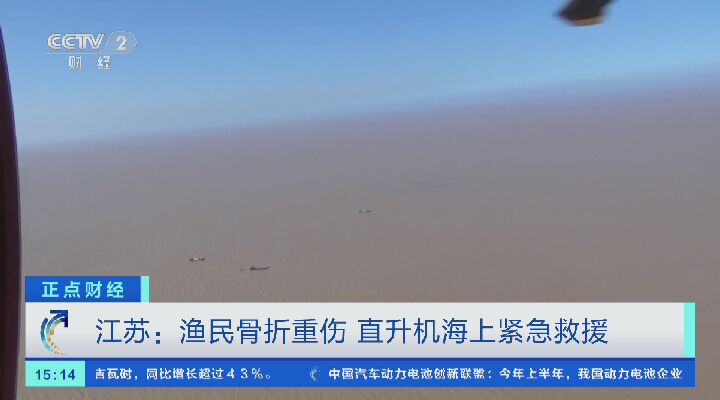 CCTV 2
财经
正点财经
江苏：渔民骨折重伤 直升机海上紧急救援
15:14 吉瓦时，同比增长超过43%。 中国汽车动力电池创新联盟：今年上半年，我国动力电池企业